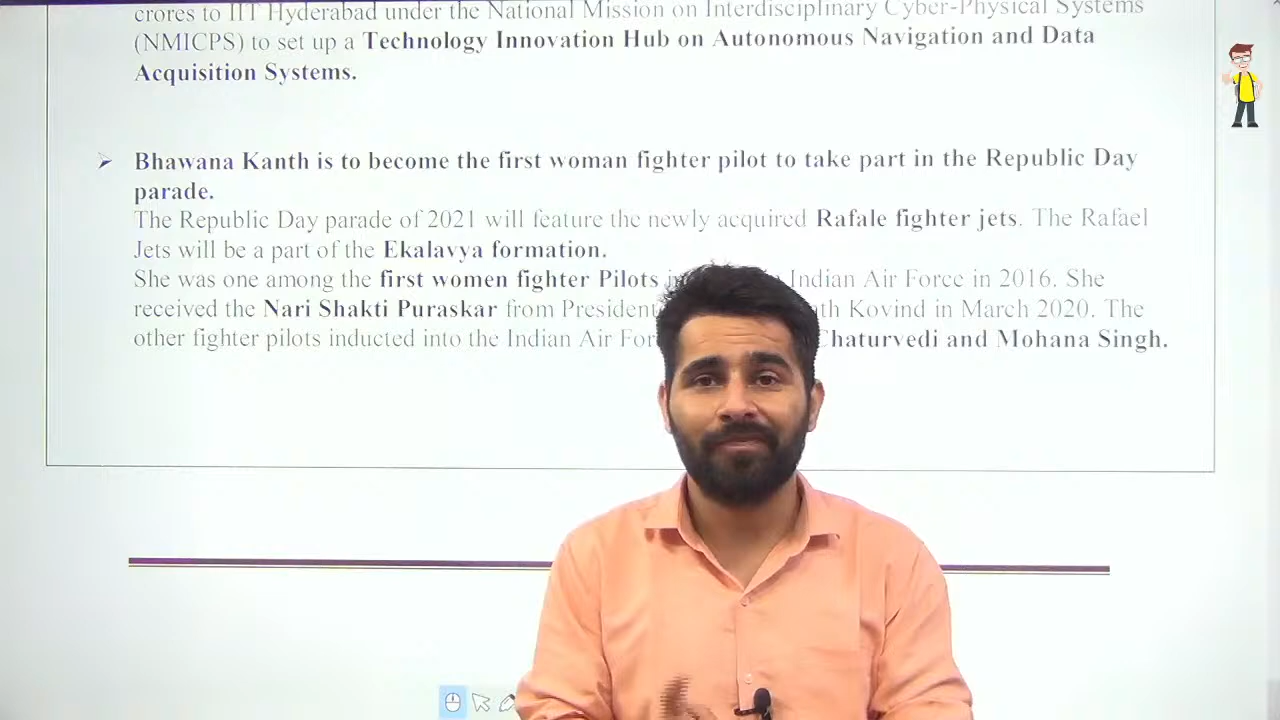 crores to IIT Hyderabad under the National Mission on Interdisciplinary Cyber-Physical Systems
(NMICPS) to set up a Technology Innovation Hub on Autonomous Navigation and Data
Acquisition Systems.
➢ Bhawana Kanth is to become the first woman fighter pilot to take part in the Republic Day
parade.
The Republic Day parade of 2021 will feature the newly acquired Rafale fighter jets. The Rafael
Jets will be a part of the Ekalavya formation.
She was one among the first women fighter Pilots Indian Air Force in 2016. She
received the Nari Shakti Puraskar from President Kovind in March 2020. The
other fighter pilots inducted into the Indian Air Chaturvedi and Mohana Singh.